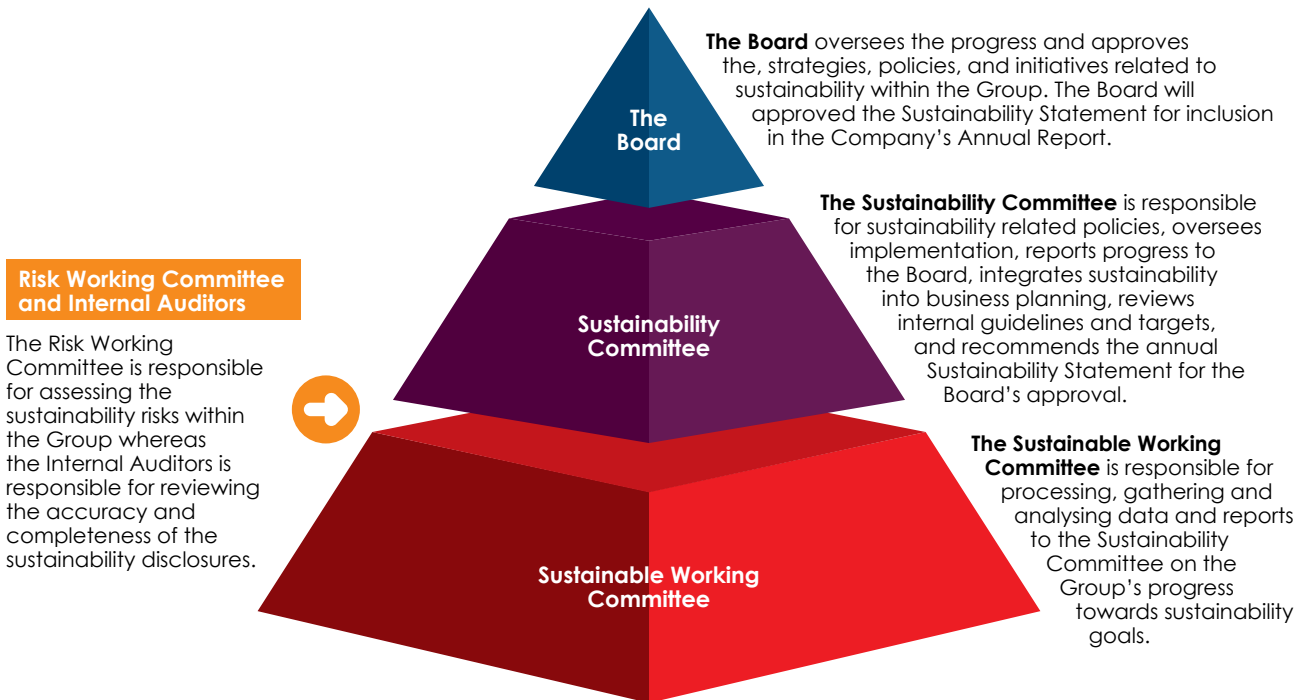 The Board oversees the progress and approves
the, strategies, policies, and initiatives related to
sustainability within the Group. The Board will
approved the Sustainability Statement for inclusion
in the Company's Annual Report.
The
Board
The Sustainability Committee is responsible
for sustainability related policies, oversees
implementation, reports progress to
the Board, integrates sustainability
into business planning, reviews
internal guidelines and targets,
and recommends the annual
Sustainability Statement for the
Board's approval.
Sustainability
Committee
Risk Working Committee
and Internal Auditors
The Risk Working
Committee is responsible
for assessing the
sustainability risks within
the Group whereas
the Internal Auditors is
responsible for reviewing
the accuracy and
completeness of the
sustainability disclosures.
The Sustainable Working
Committee is responsible for
processing, gathering and
analysing data and reports
to the Sustainability
Committee on the
Group's progress
towards sustainability
goals.
Sustainable Working
Committee